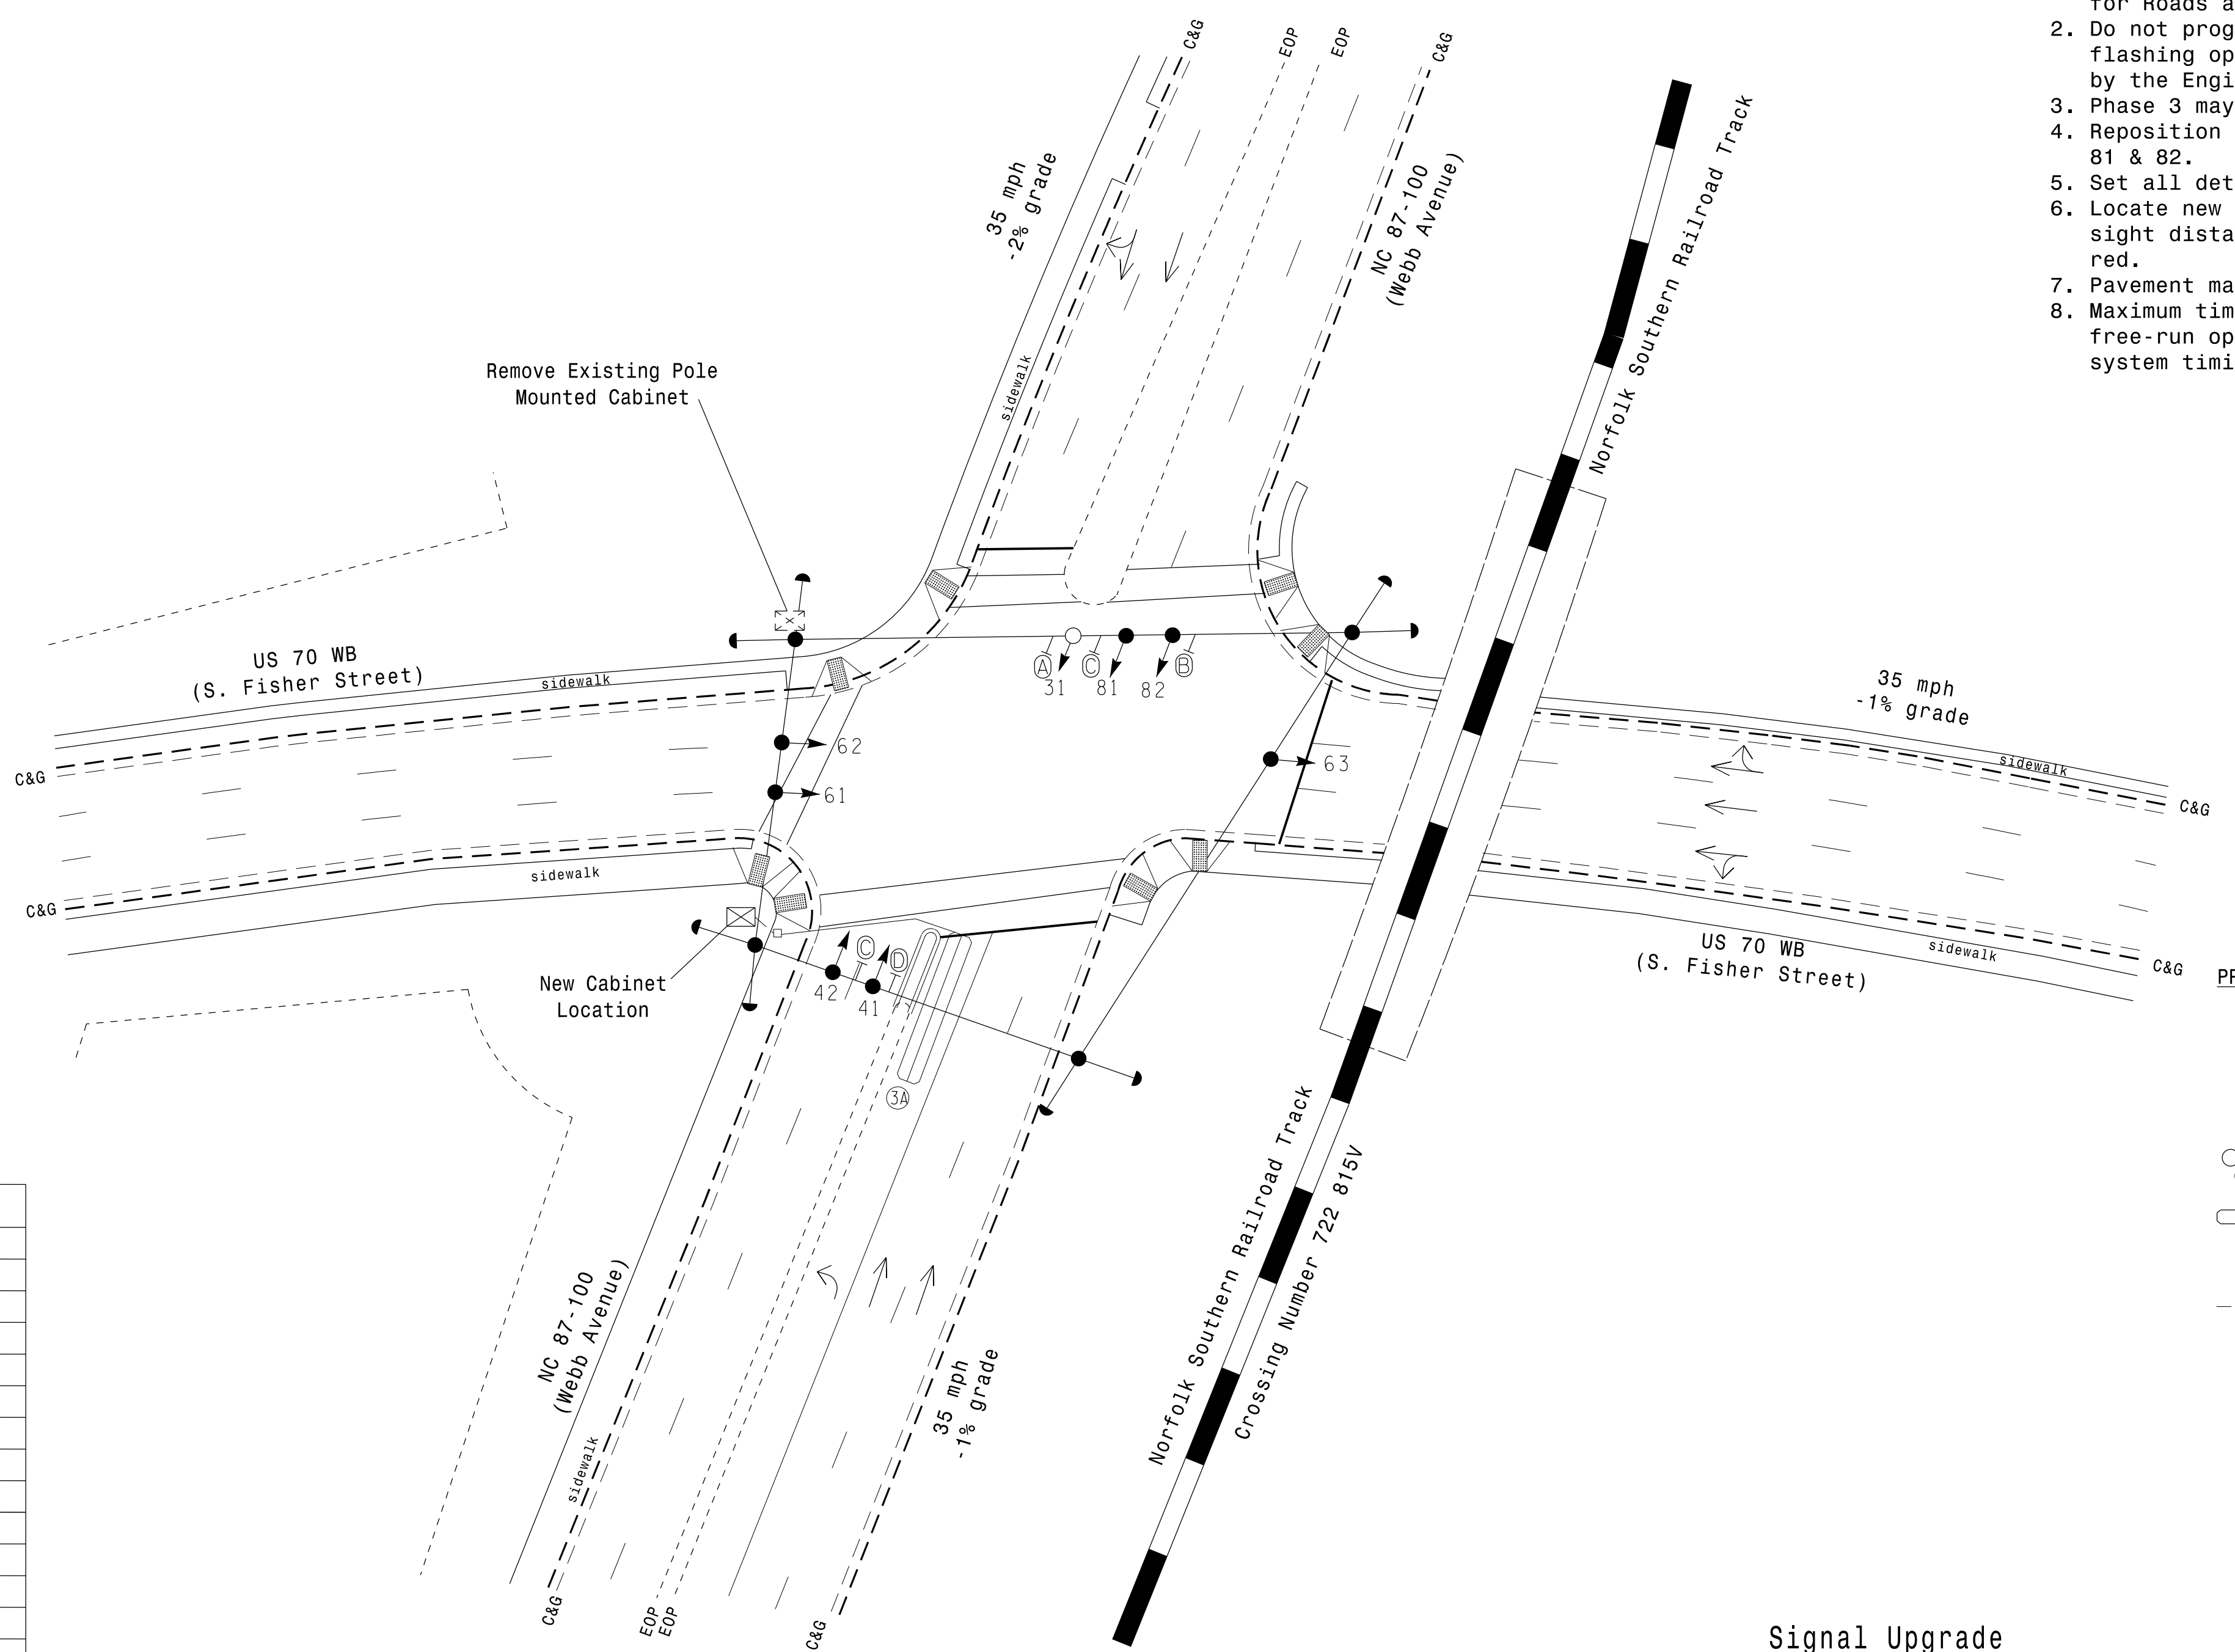 for Roads a
2. Do not prog
flashing op
by the Engi
3. Phase 3 may
4. Reposition
81 & 82.
5. Set all det
6. Locate new
sight dista
red.
7. Pavement ma
8. Maximum tim
free-run op
system timi
C&G
EOP
EOP
C&G
35 mph
-2% grade
NC 87-100
(Webb Avenue)
Norfolk Southern Railroad Track
Remove Existing Pole
Mounted Cabinet
sidewalk
US 70 WB
(S. Fisher Street)
sidewalk
A
31
C
81
82
B
35 mph
-1% grade
62
63
61
C&G
sidewalk
C&G
sidewalk
C&G
US 70 WB
(S. Fisher Street)
sidewalk
C&G
New Cabinet
Location
42
C
41
D
3A
NC 87-100
(Webb Avenue)
sidewalk
35 mph
-1% grade
Norfolk Southern Railroad Track
Crossing Number 722 815V
C&G
EOP
EOP
C&G
Signal Upgrade